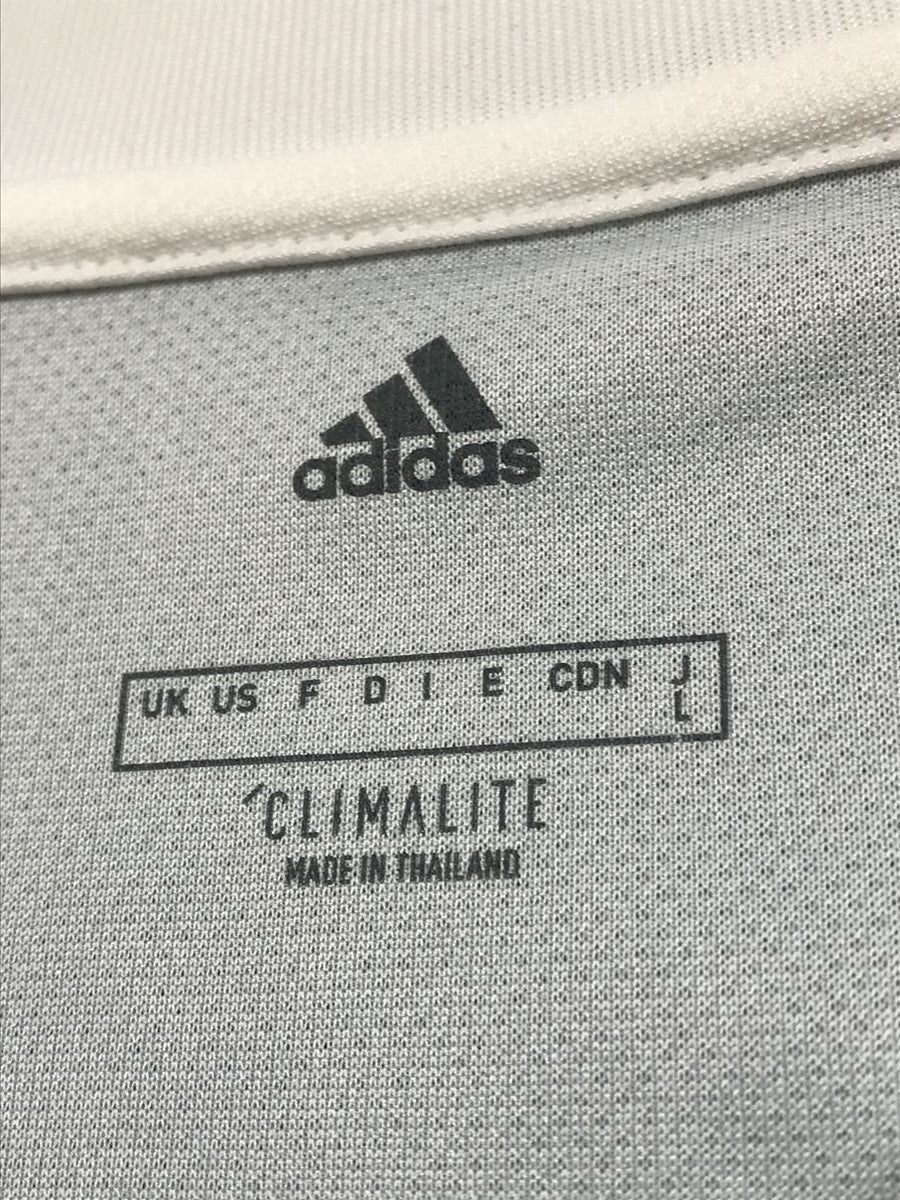 adidas
UK US F D I E CDN J
L
CLIMALITE
MADE IN THAILAND